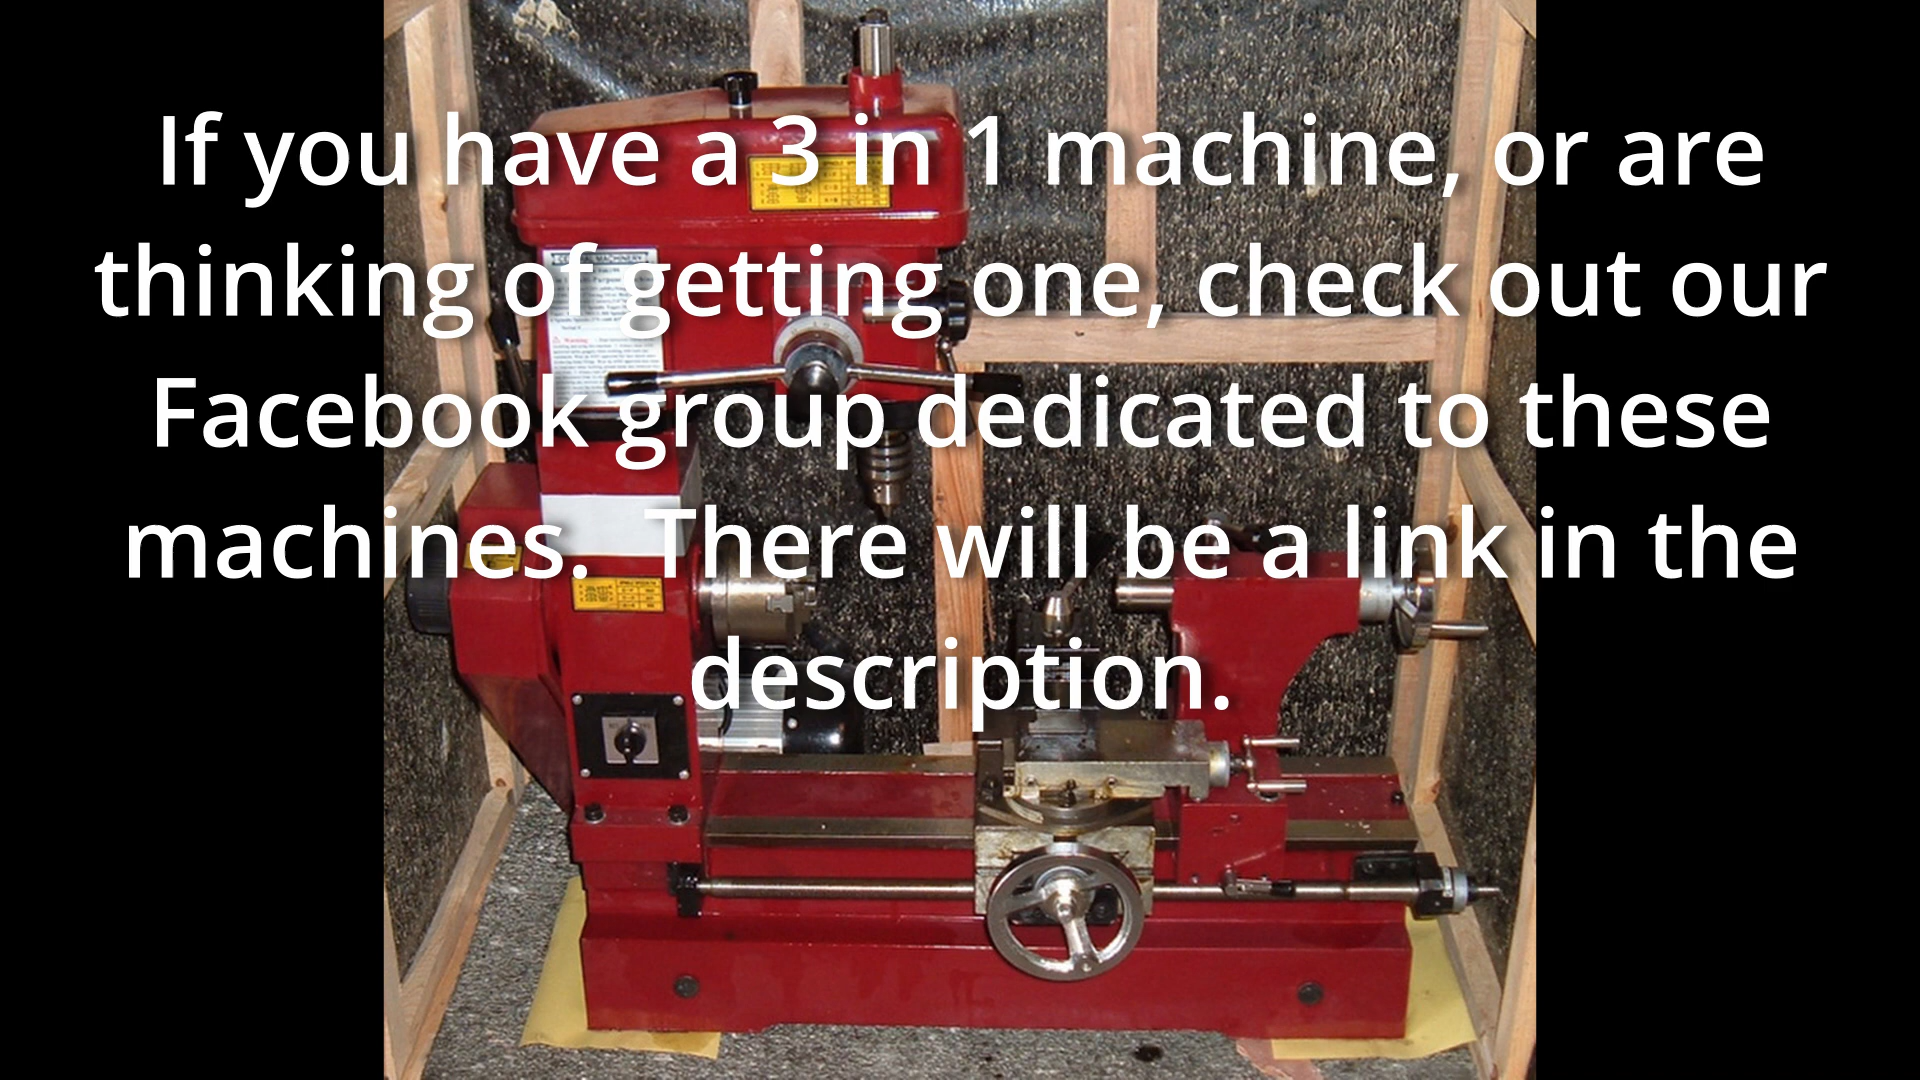 If you have a 3 in 1 machine, or are
thinking of getting one, check out our
Facebook group dedicated to these
machines.  There will be a link in the
description.